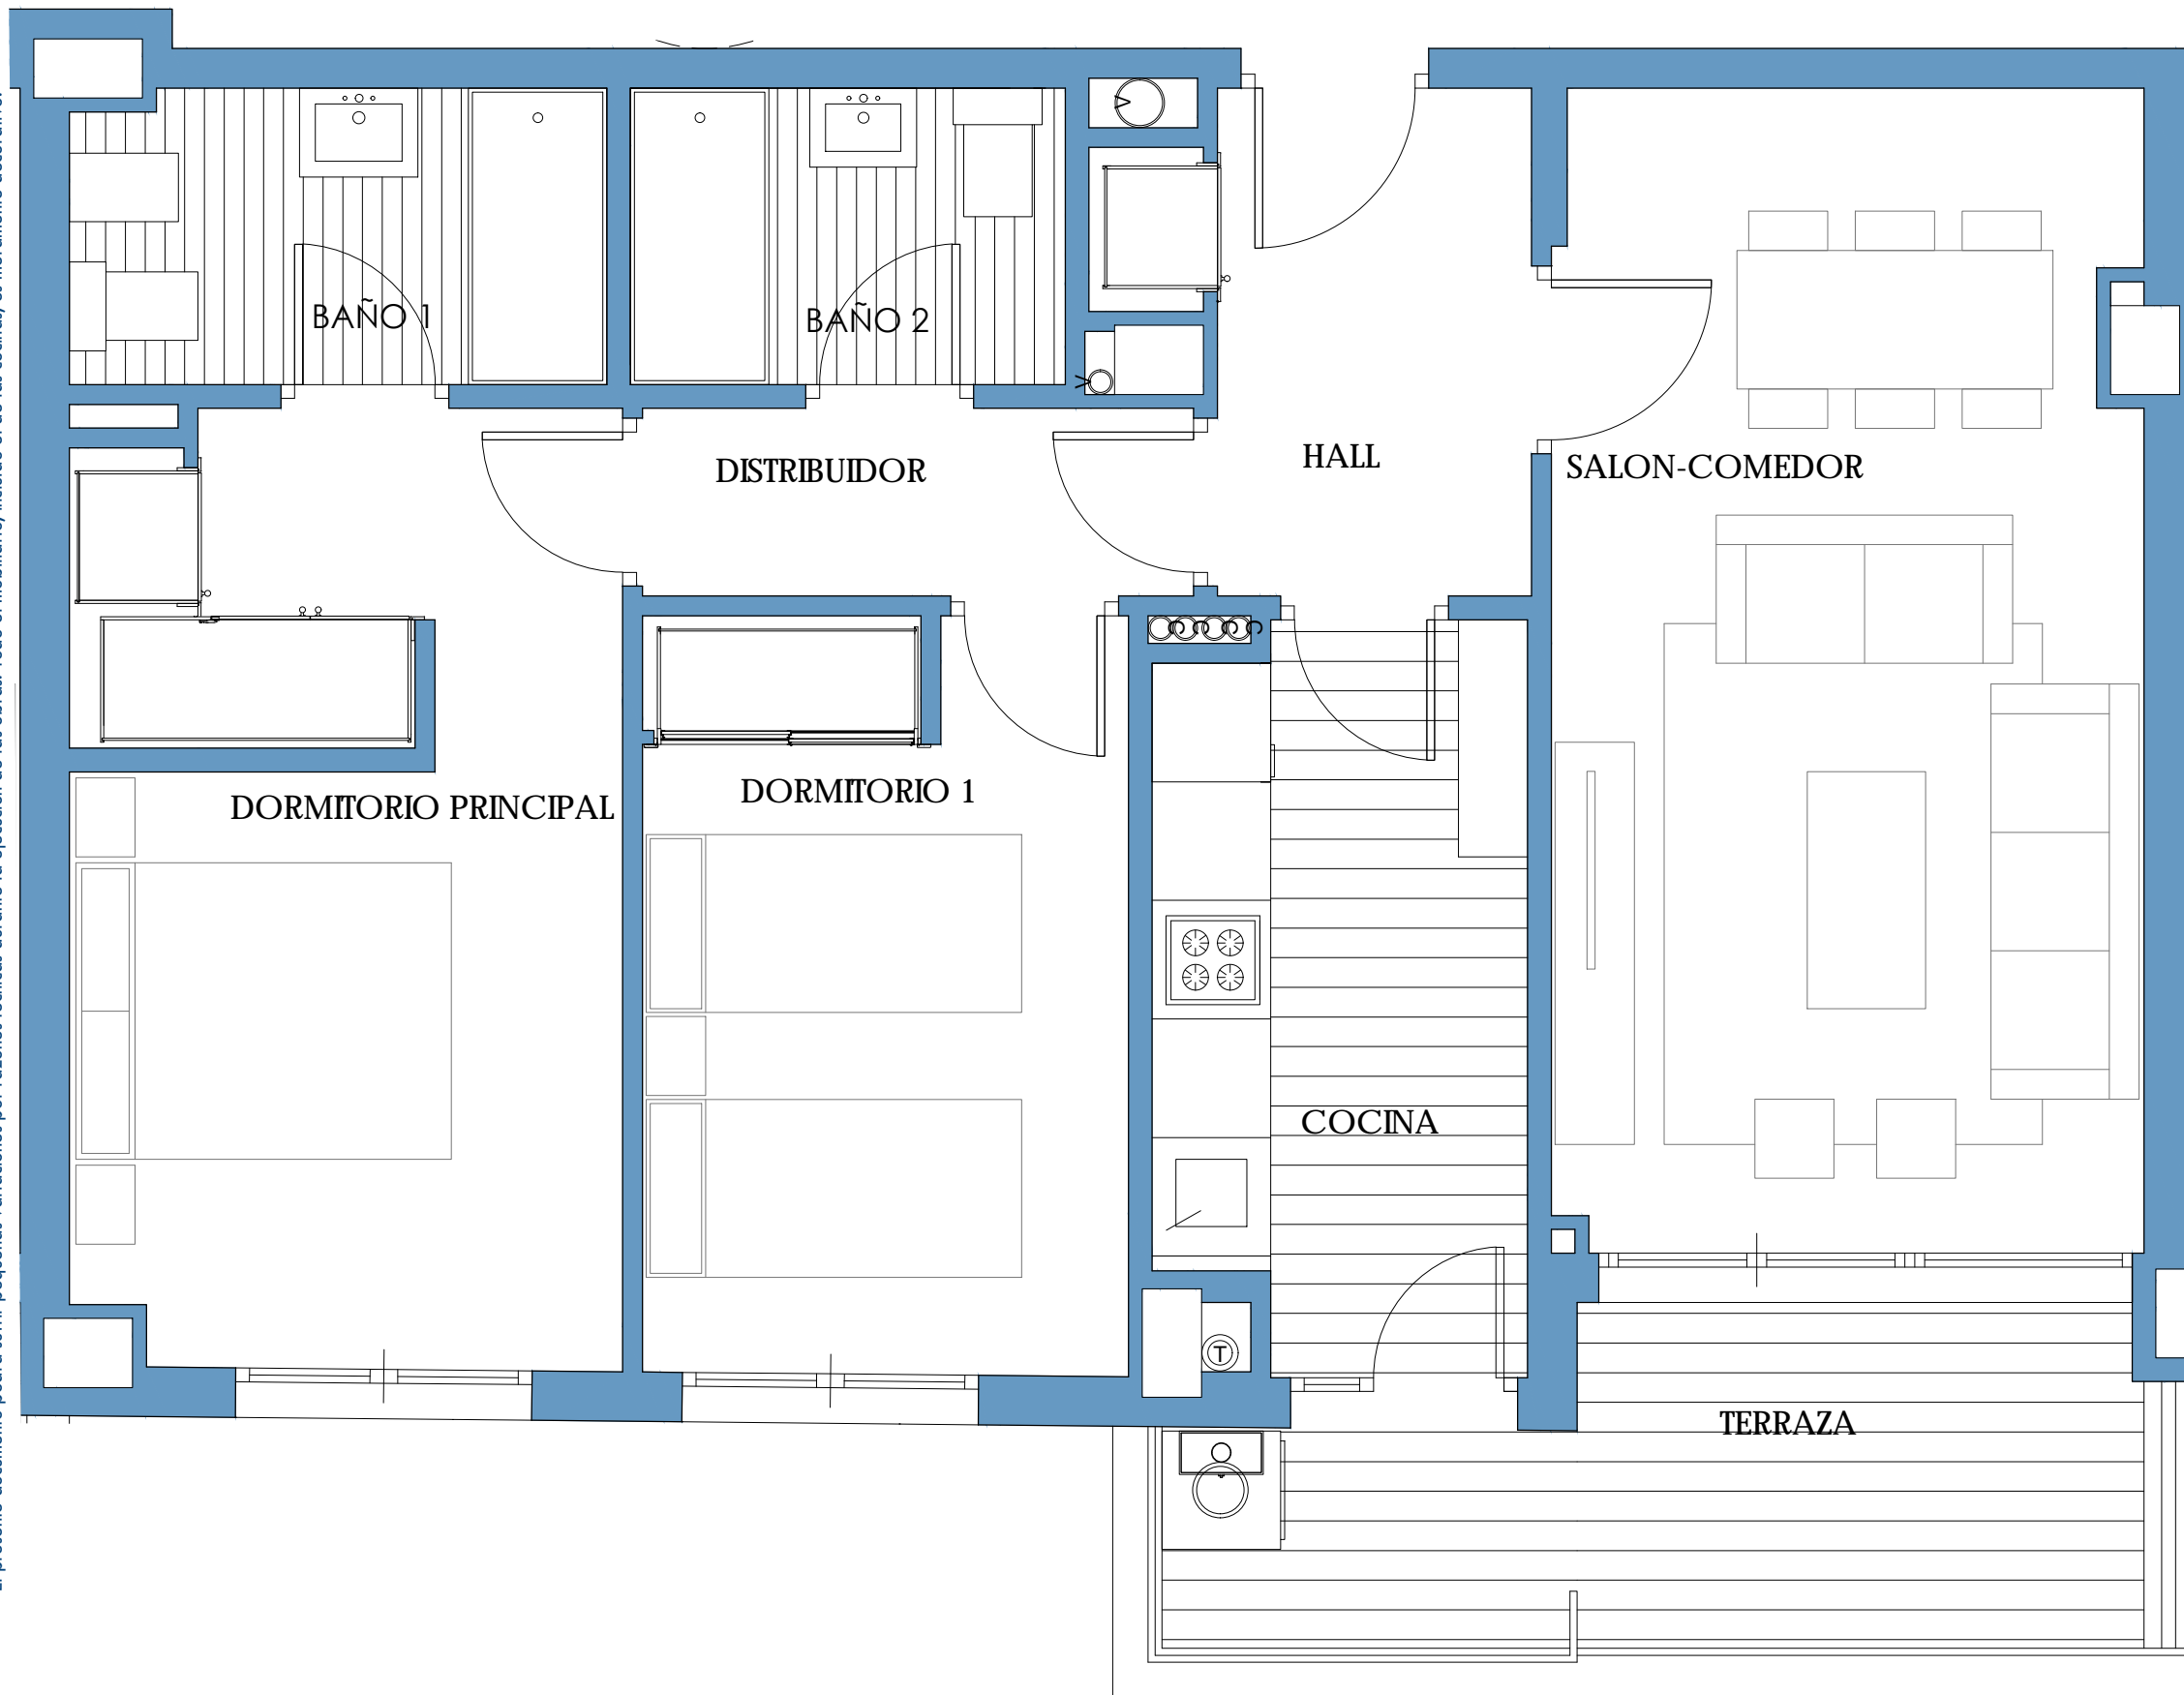 BAÑO 1
BAÑO 2
DISTRIBUIDOR
HALL
SALON-COMEDOR
DORMITORIO PRINCIPAL
DORMITORIO 1
COCINA
TERRAZA
V
V
T